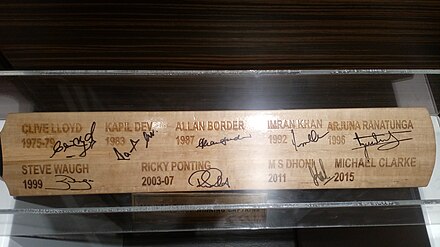 CLIVE LLOYD KAPIL DEV ALLAN BORDER IMRAN KHAN ARJUNA RANATUNGA
1975-79 1983 1987 1992 1996
STEVE WAUGH RICKY PONTING M S DHONI MICHAEL CLARKE
1999 2003-07 2011 2015